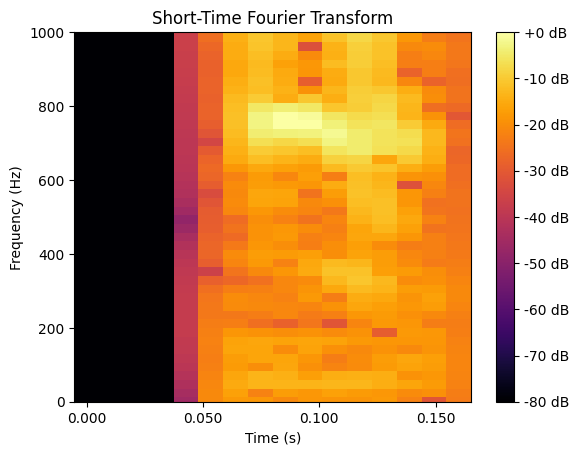 Short-Time Fourier Transform
1000
800
600
400
200
0
Frequency (Hz)
0.000
0.050
0.100
0.150
Time (s)
+0 dB
-10 dB
-20 dB
-30 dB
-40 dB
-50 dB
-60 dB
-70 dB
-80 dB